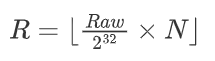 R = ⌊ Raw / 2^32 × N ⌋